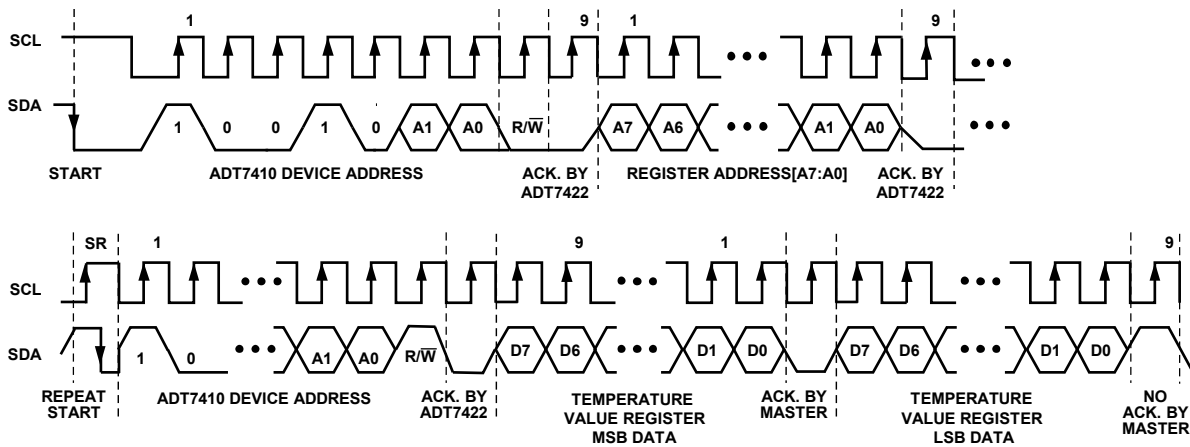 1 9 1 9
SCL
SDA
1 0 0 1 0 A1 A0 R/W̅ A7 A6 A1 A0
START ADT7410 DEVICE ADDRESS ACK. BY ADT7422 REGISTER ADDRESS[A7:A0] ACK. BY ADT7422
SR 1 9 1 9
SCL
SDA
1 0 A1 A0 R/W̅ D7 D6 D1 D0 D7 D6 D1 D0
REPEAT START ADT7410 DEVICE ADDRESS ACK. BY ADT7422 TEMPERATURE VALUE REGISTER MSB DATA ACK. BY MASTER TEMPERATURE VALUE REGISTER LSB DATA NO ACK. BY MASTER